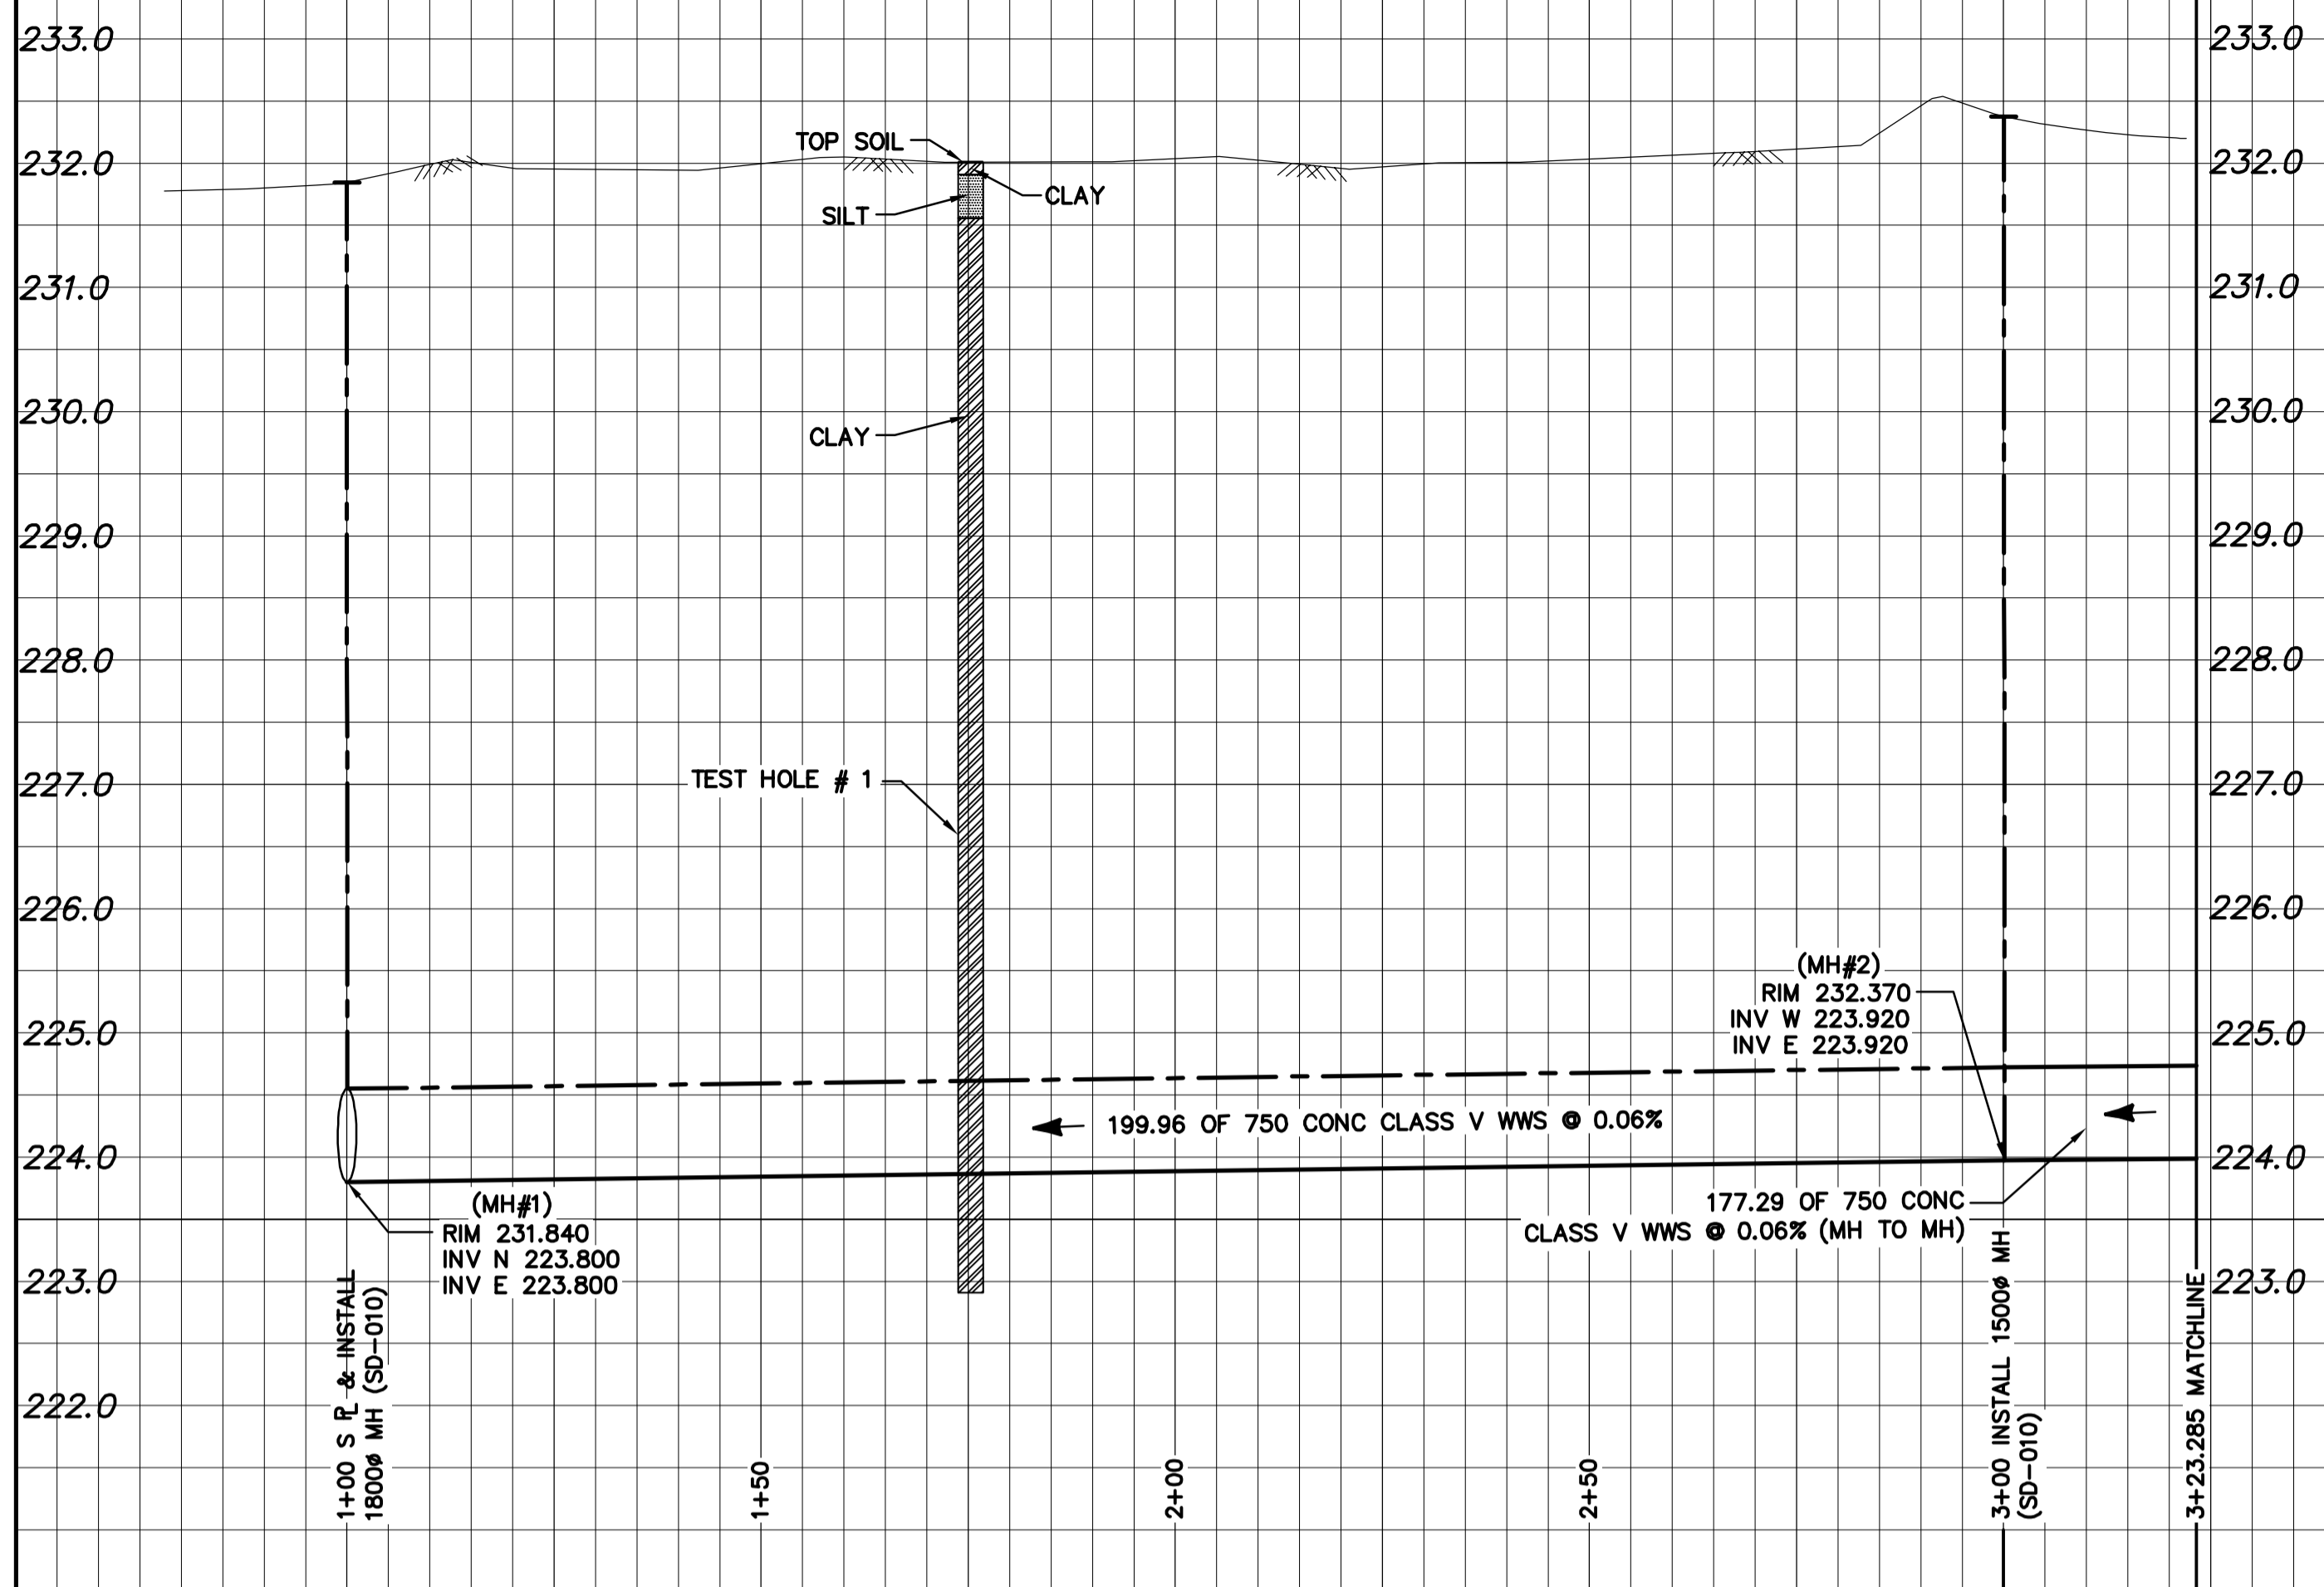 233.0
233.0
TOP SOIL
232.0
232.0
CLAY
SILT
231.0
231.0
230.0
230.0
CLAY
229.0
229.0
228.0
228.0
TEST HOLE # 1
227.0
227.0
226.0
226.0
(MH#2)
RIM 232.370
INV W 223.920
INV E 223.920
225.0
225.0
199.96 OF 750 CONC CLASS V WWS @ 0.06%
224.0
224.0
(MH#1)
RIM 231.840
INV N 223.800
INV E 223.800
177.29 OF 750 CONC
CLASS V WWS @ 0.06% (MH TO MH)
223.0
223.0
222.0
1+00 S PL & INSTALL
1800ø MH (SD-010)
1+50
2+00
2+50
3+00 INSTALL 1500ø MH
(SD-010)
3+23.285 MATCHLINE